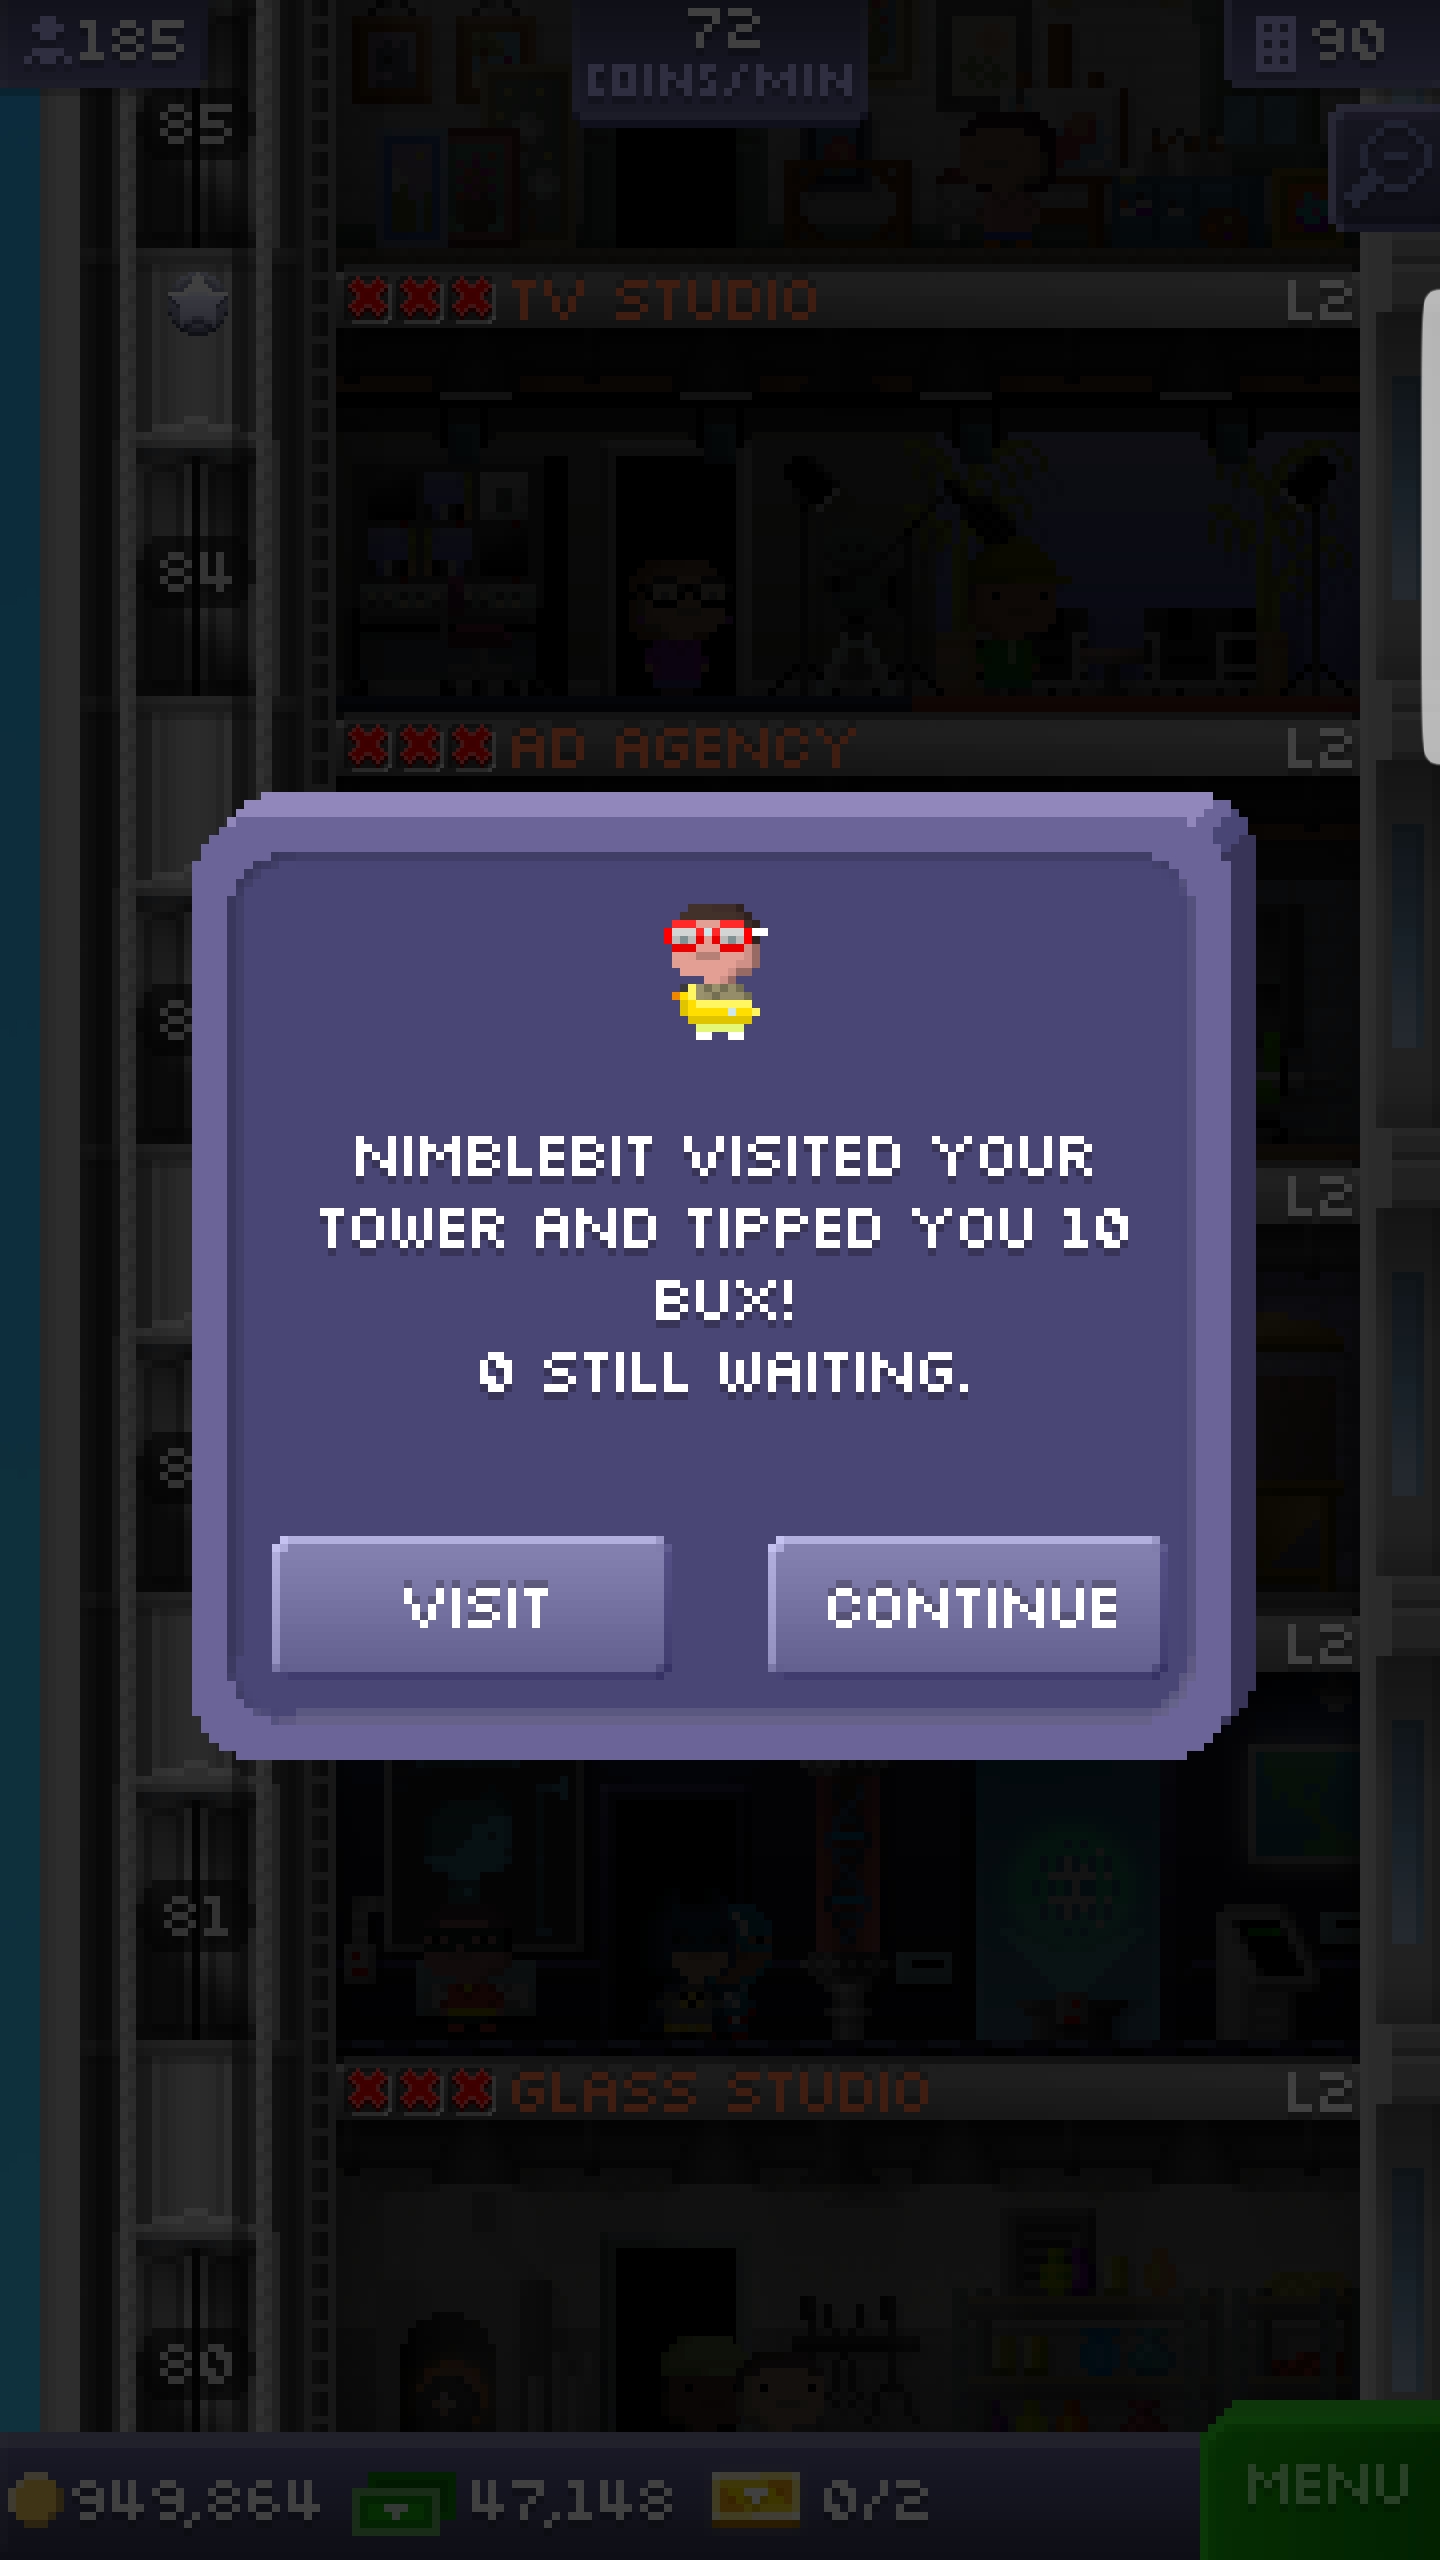 185
72
COINS/MIN
90
85
TV STUDIO L2
84
AD AGENCY L2
8
NIMBLEBIT VISITED YOUR
TOWER AND TIPPED YOU 10
BUX!
0 STILL WAITING.
L2
8
VISIT
CONTINUE
L2
81
GLASS STUDIO L2
80
949,864
47,148
0/2
MENU